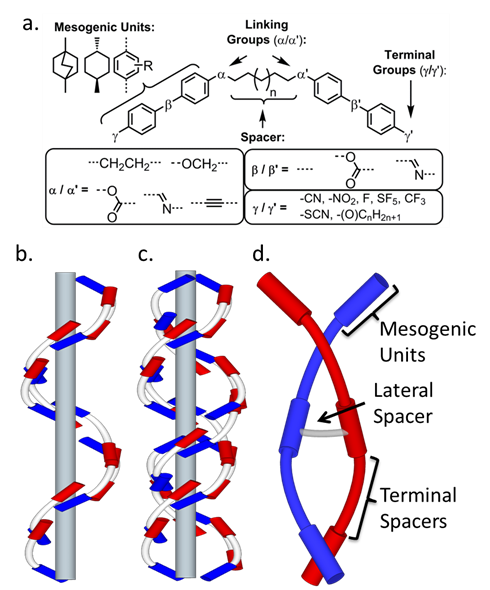 a.
Mesogenic Units:
R
Linking
Groups (α/α'):
Terminal
Groups (γ/γ'):
α
α'
n
β
β'
γ
γ'
Spacer:
α / α' =
--CH₂CH₂--
--OCH₂--
O
O
N
β / β' =
O
O
N
γ / γ' =
-CN, -NO₂, F, SF₅, CF₃
-SCN, -(O)CₙH₂ₙ₊₁
b.
c.
d.
Mesogenic
Units
Lateral
Spacer
Terminal
Spacers